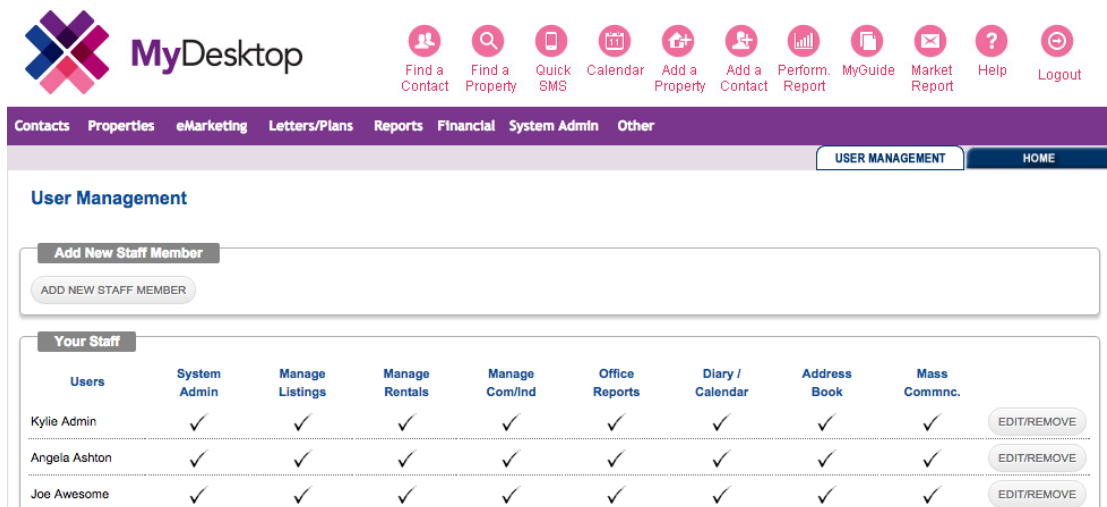 MyDesktop
Find a Contact
Find a Property
Quick SMS
Calendar
11
Add a Property
Add a Contact
Perform. Report
MyGuide
Market Report
?
Help
Logout
Contacts Properties eMarketing Letters/Plans Reports Financial System Admin Other
USER MANAGEMENT HOME
User Management
Add New Staff Member
ADD NEW STAFF MEMBER
Your Staff
Users
System Admin
Manage Listings
Manage Rentals
Manage Com/Ind
Office Reports
Diary / Calendar
Address Book
Mass Commnc.
Kylie Admin ✓ ✓ ✓ ✓ ✓ ✓ ✓ ✓ EDIT/REMOVE
Angela Ashton ✓ ✓ ✓ ✓ ✓ ✓ ✓ ✓ EDIT/REMOVE
Joe Awesome ✓ ✓ ✓ ✓ ✓ ✓ ✓ ✓ EDIT/REMOVE